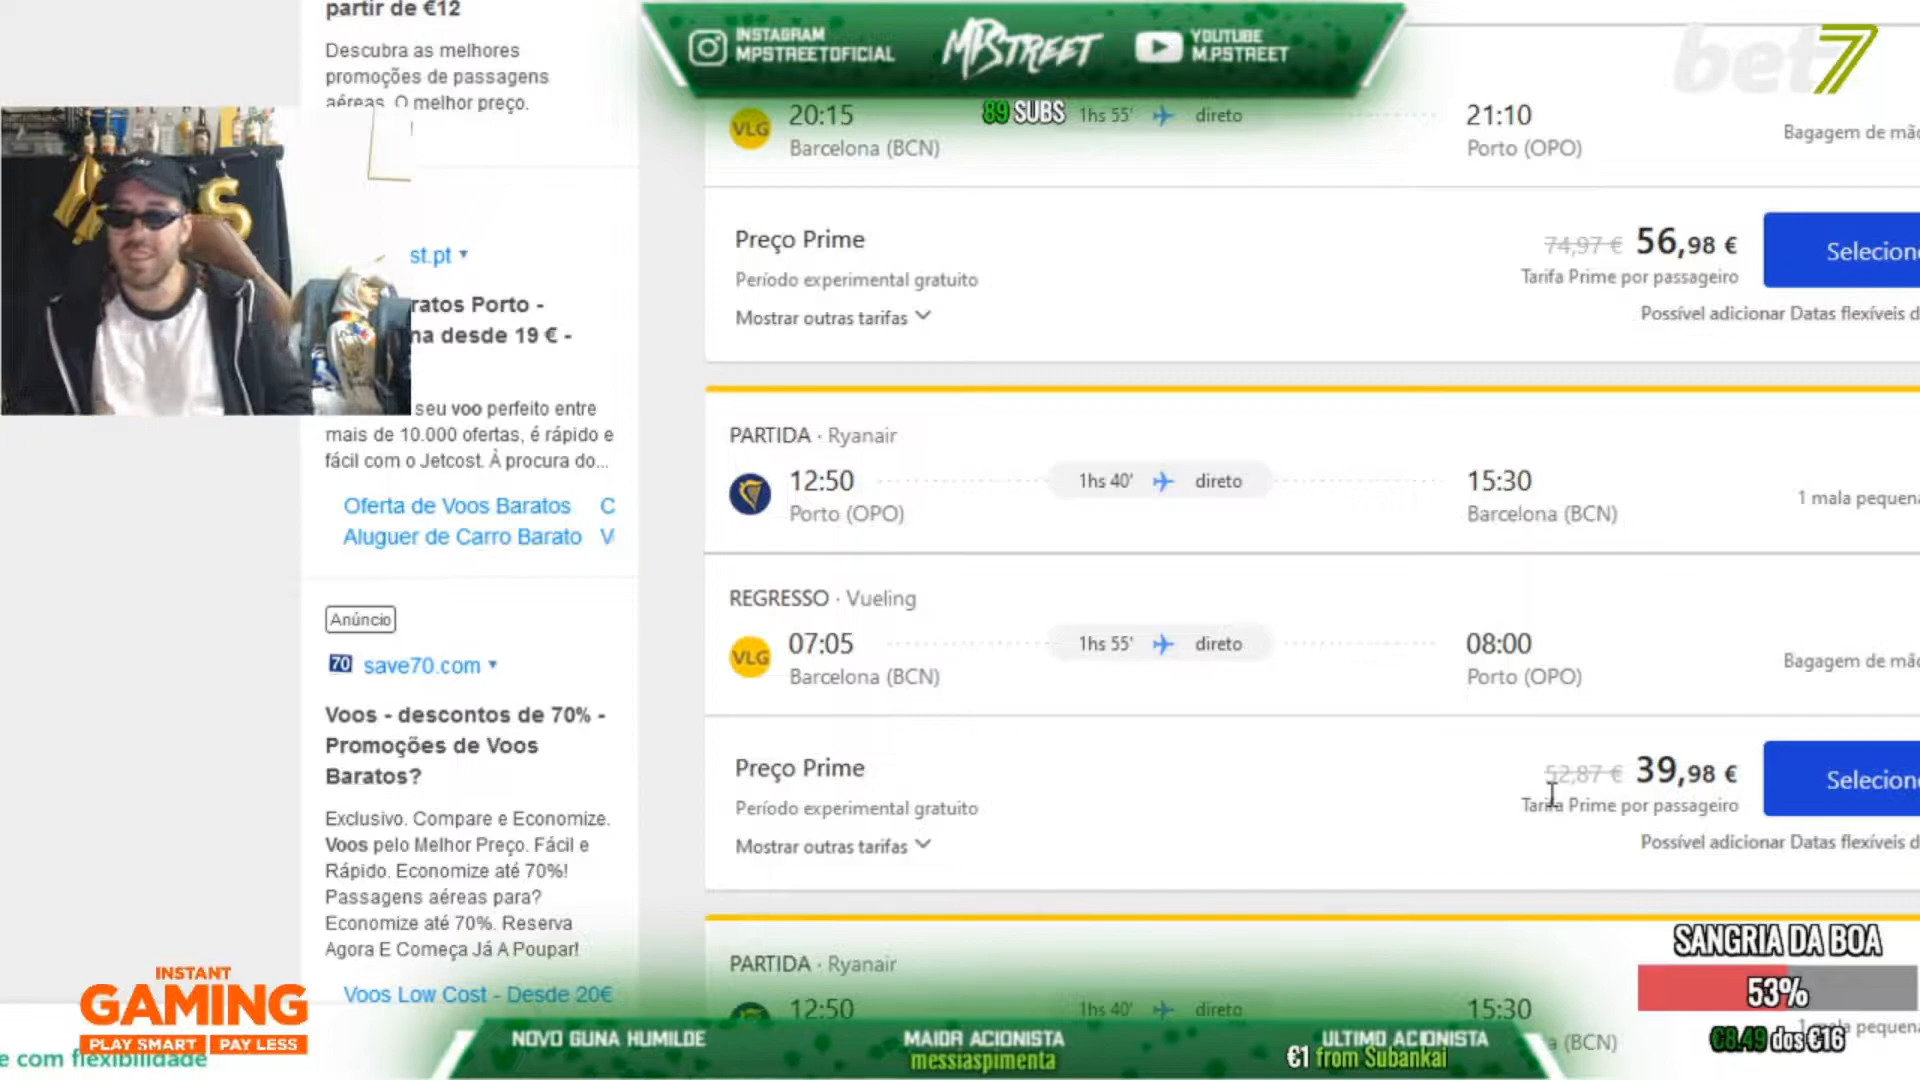 partir de €12
Descubra as melhores
promoções de passagens
aéreas. O melhor preço.
INSTAGRAM
MPSTREETOFICIAL
MPSTREET
YOUTUBE
M.P.STREET
bet7
89 SUBS
VLG
20:15
1hs 55'
direto
21:10
Barcelona (BCN)
Porto (OPO)
Bagagem de
Preço Prime
74,97 €
56,98 €
Selecion
Período experimental gratuito
Tarifa Prime por passageiro
Mostrar outras tarifas
Possível adicionar Datas flexíveis d
S
st.pt
ratos Porto -
na desde 19 € -
seu voo perfeito entre
mais de 10.000 ofertas, é rápido e
fácil com o Jetcost. À procura do...
Oferta de Voos Baratos
C
Aluguer de Carro Barato
V
PARTIDA · Ryanair
12:50
1hs 40'
direto
15:30
Porto (OPO)
Barcelona (BCN)
1 mala pequena
REGRESSO · Vueling
VLG
07:05
1hs 55'
direto
08:00
Barcelona (BCN)
Porto (OPO)
Bagagem de
Anúncio
70 save70.com
Voos - descontos de 70% -
Promoções de Voos
Baratos?
Exclusivo. Compare e Economize.
Voos pelo Melhor Preço. Fácil e
Rápido. Economize até 70%!
Passagens aéreas para?
Economize até 70%. Reserva
Agora E Começa Já A Poupar!
Voos Low Cost - Desde 20€
Preço Prime
52,87 €
39,98 €
Selecion
Período experimental gratuito
Tarifa Prime por passageiro
Mostrar outras tarifas
Possível adicionar Datas flexíveis d
PARTIDA · Ryanair
12:50
1hs 40'
direto
15:30
a (BCN)
1 mala pequena
SANGRIA DA BOA
53%
€8.49 dos €16
INSTANT
GAMING
PLAY SMART
PAY LESS
e com flexibilidade
NOVO GUNA HUMILDE
MAIOR ACIONISTA
messiaspimenta
ULTIMO ACIONISTA
€1 from Subankai